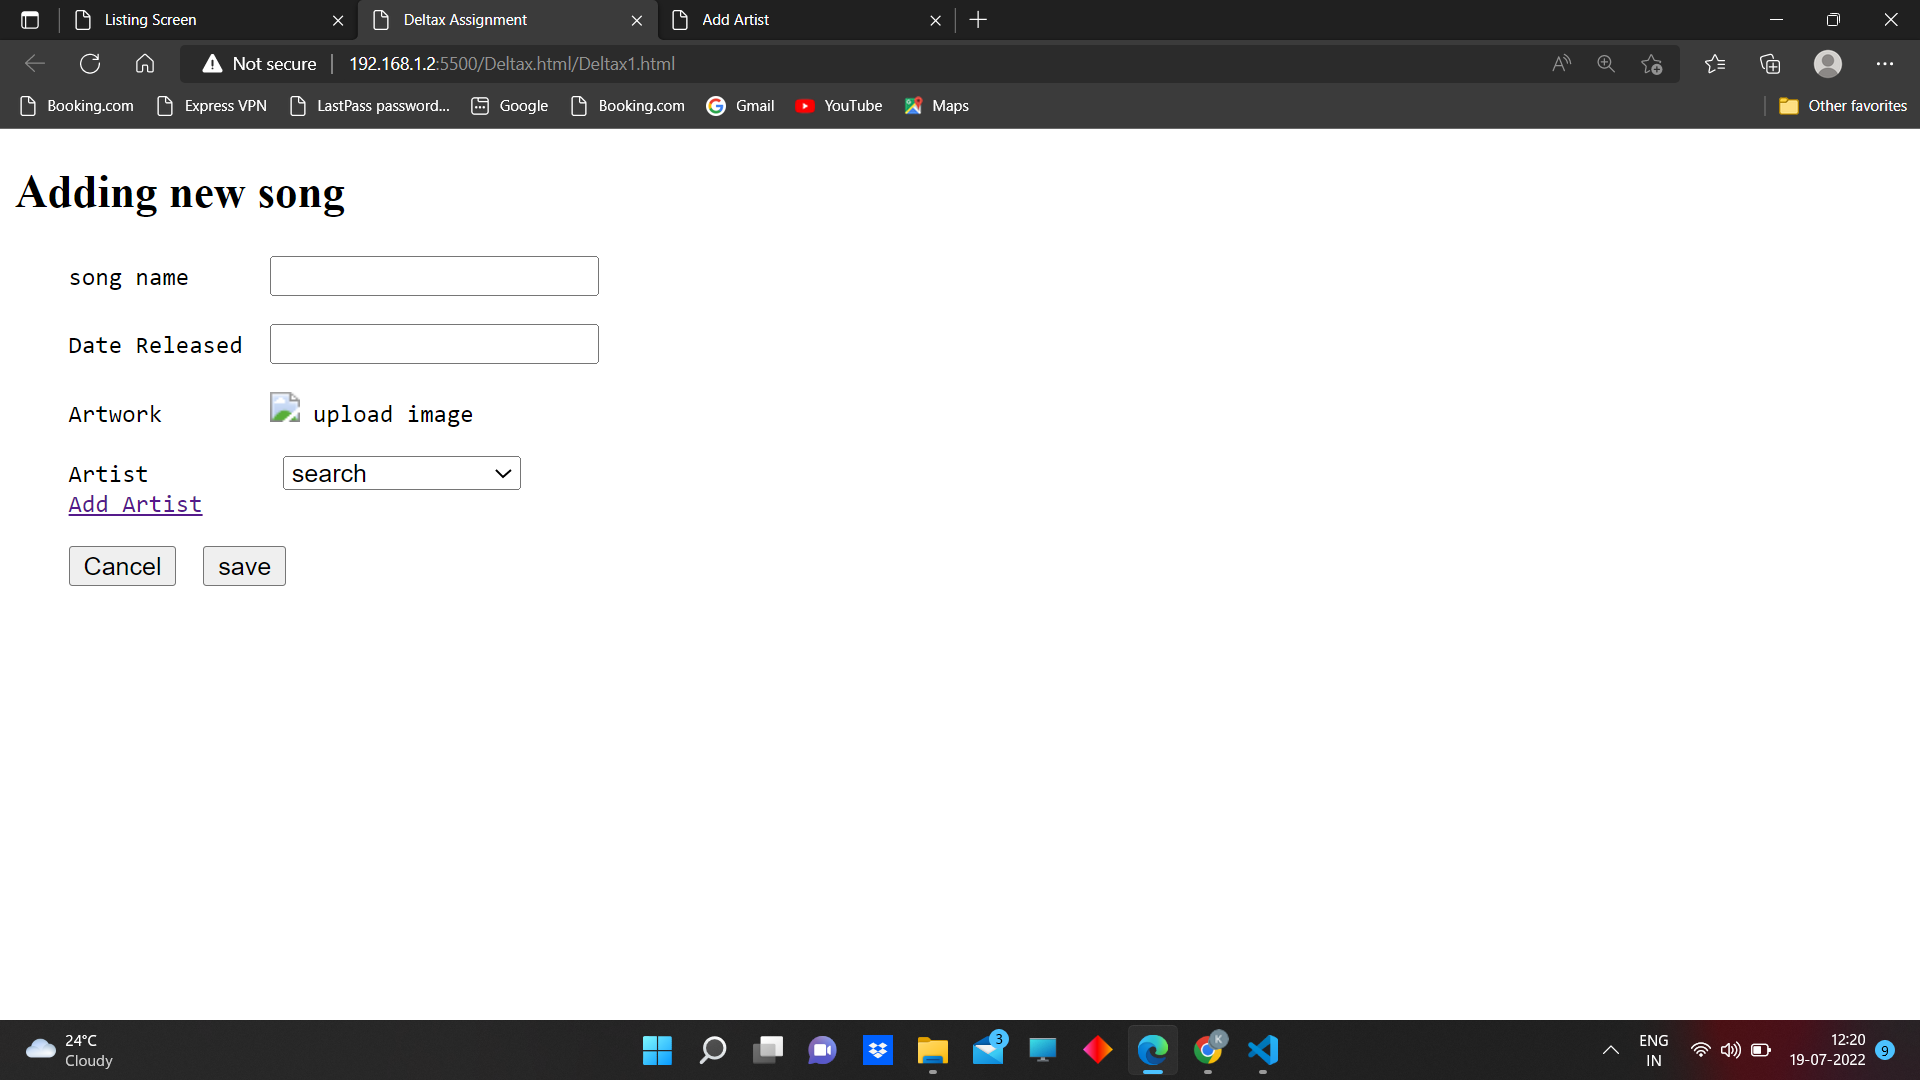 Listing Screen
Deltax Assignment
Add Artist
Not secure
192.168.1.2:5500/Deltax.html/Deltax1.html
Booking.com
Express VPN
LastPass password...
Google
Booking.com
Gmail
YouTube
Maps
Other favorites
Adding new song
song name
Date Released
Artwork
upload image
Artist
search
Add Artist
Cancel
save
24°C
Cloudy
3
K
ENG
IN
12:20
19-07-2022
9